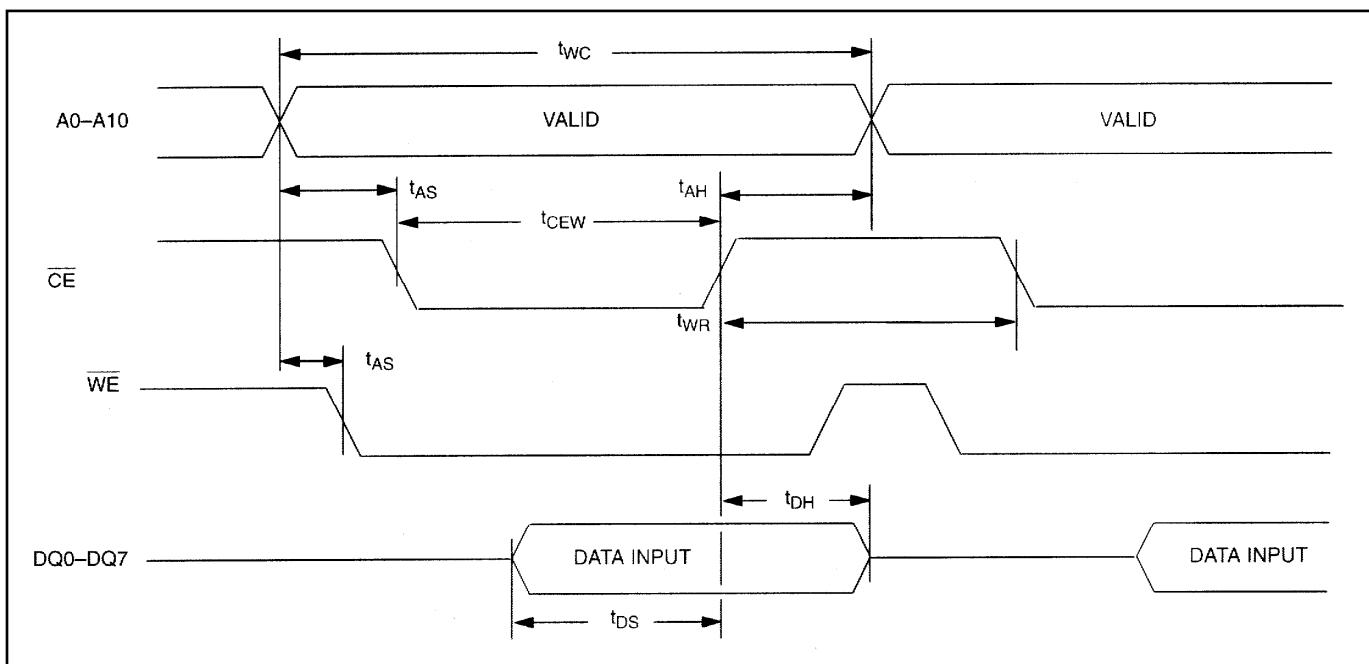 tWC
A0–A10 VALID VALID
tAS tAH
tCEW
CE
tWR
tAS
WE
tDH
DQ0–DQ7 DATA INPUT DATA INPUT
tDS